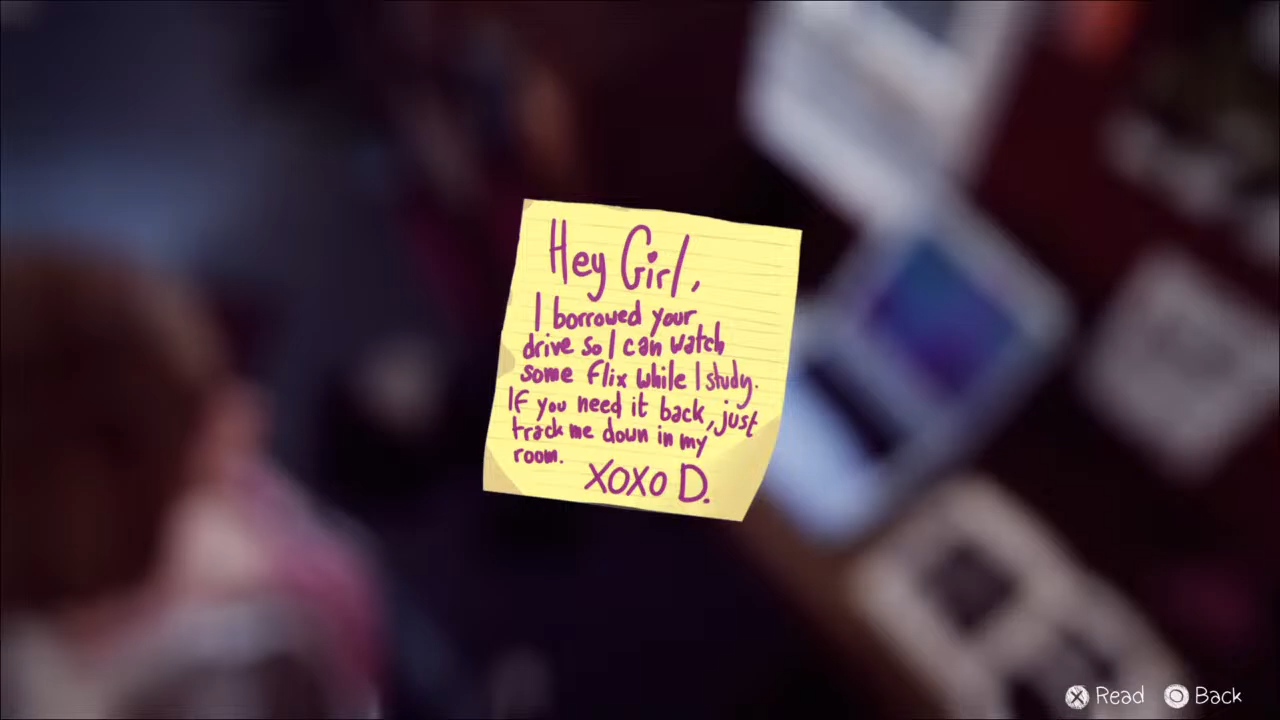 Hey Girl,
I borrowed your
drive so I can watch
some flix while I study.
If you need it back, just
track me down in my
room.
XOXO D.
Read Back